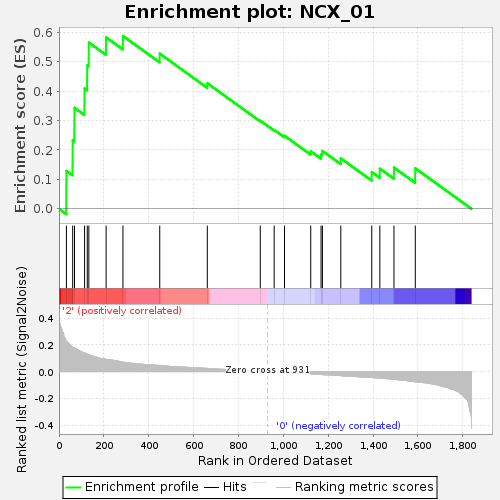 Enrichment plot: NCX_01
Enrichment score (ES)
0.6
0.5
0.4
0.3
0.2
0.1
0.0
'2' (positively correlated)
Ranked list metric (Signal2Noise)
0.4
0.2
0.0
-0.2
-0.4
Zero cross at 931
'0' (negatively correlated)
0 200 400 600 800 1,000 1,200 1,400 1,600 1,800
Rank in Ordered Dataset
Enrichment profile Hits Ranking metric scores